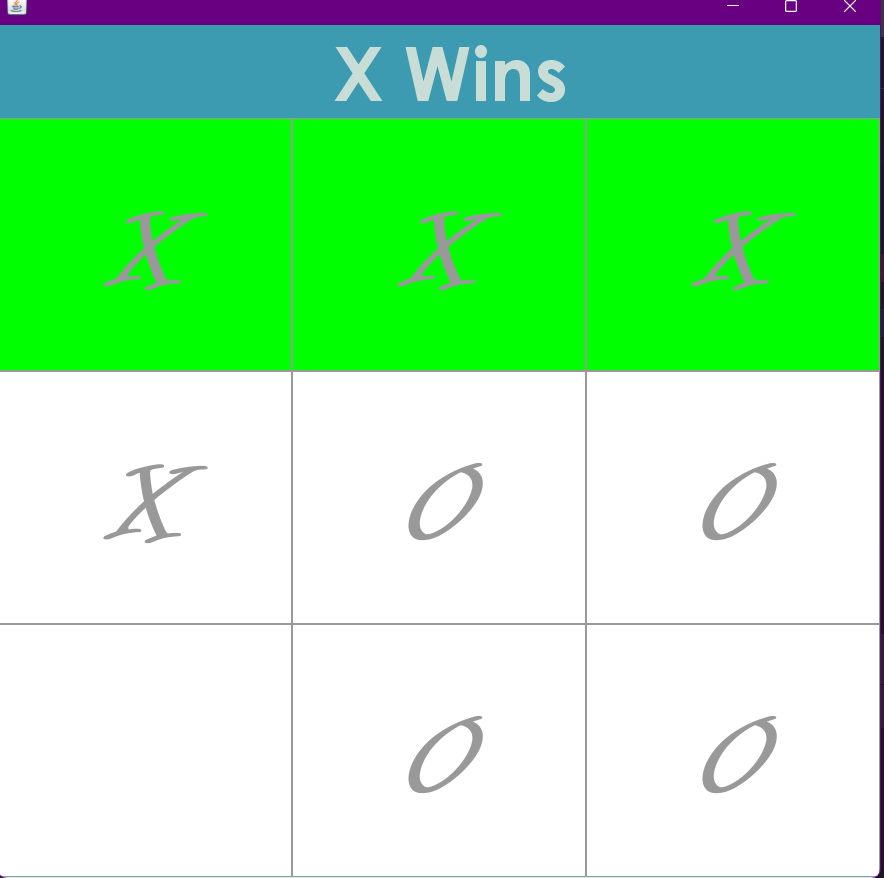 X Wins
X X X
X O O
O O